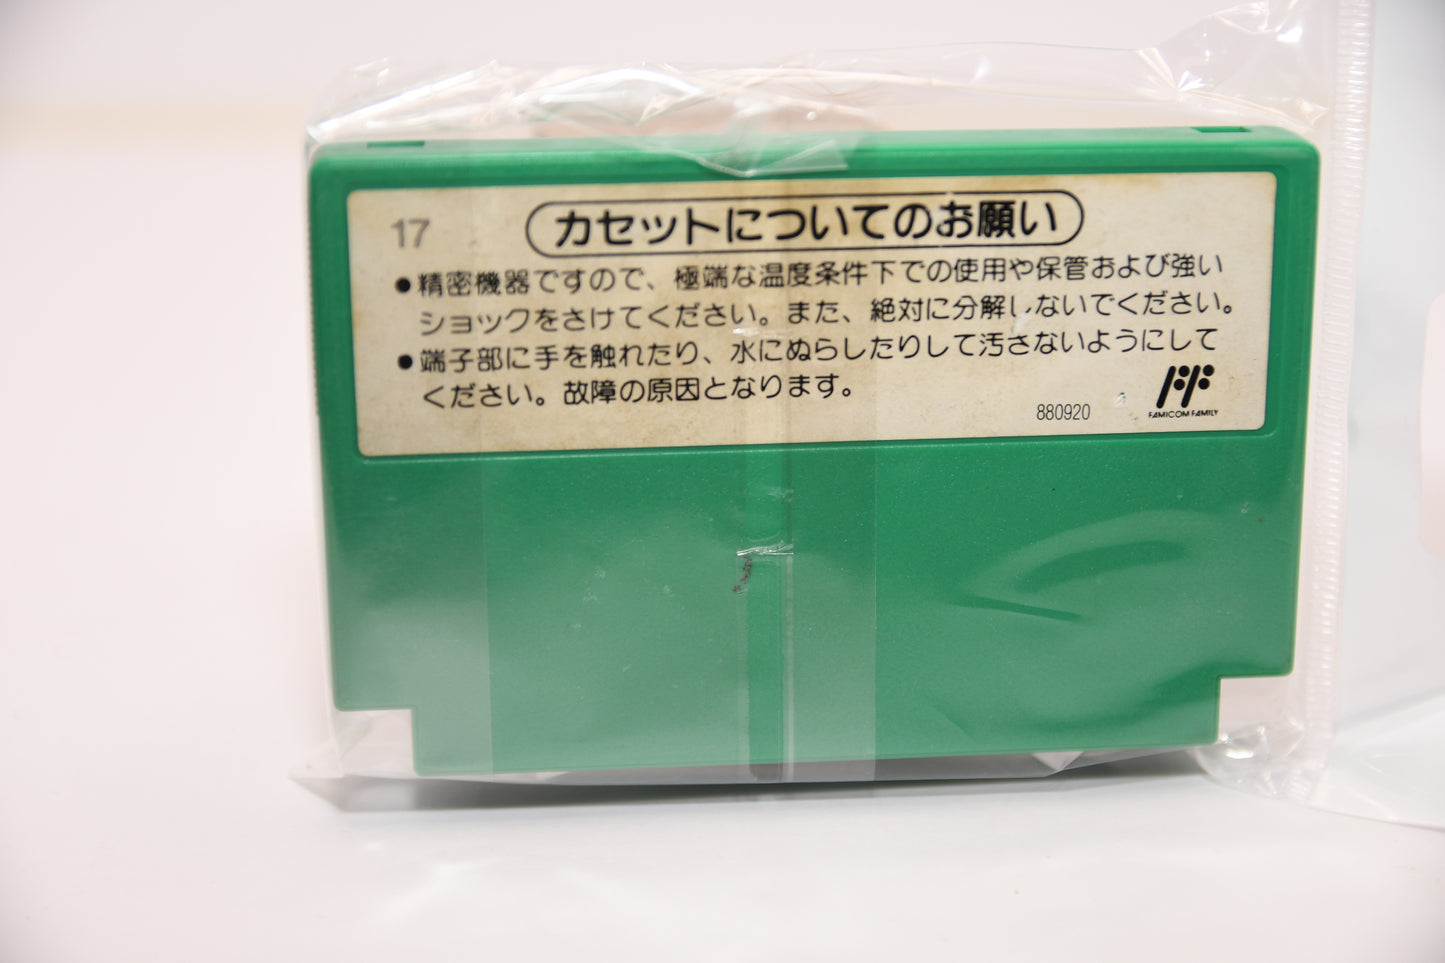 17
カセットについてのお願い
●精密機器ですので、極端な温度条件下での使用や保管および強い
ショックをさけてください。また、絶対に分解しないでください。
●端子部に手を触れたり、水にぬらしたりして汚さないようにして
ください。故障の原因となります。
880920
FAMICOM FAMILY